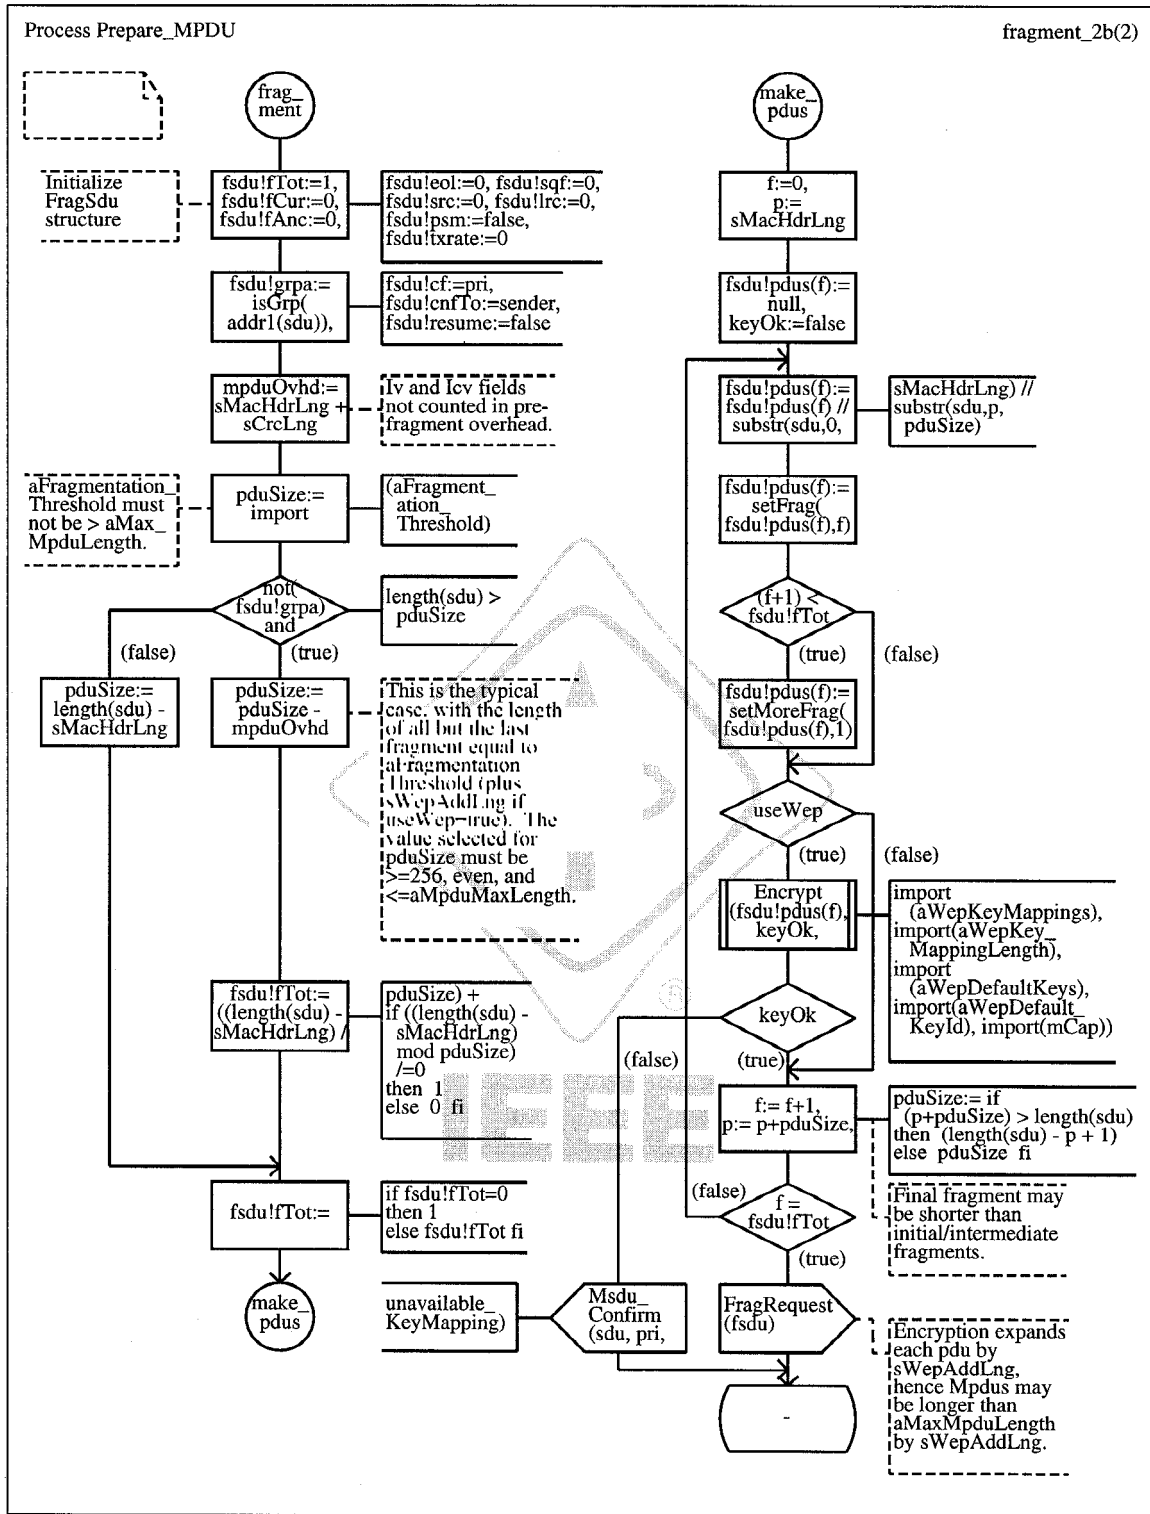 Process Prepare_MPDU
fragment_2b(2)
frag_
ment
Initialize
FragSdu
structure
fsdu!fTot:=1,
fsdu!fCur:=0,
fsdu!fAnc:=0,
fsdu!eol:=0, fsdu!sqf:=0,
fsdu!src:=0, fsdu!lrc:=0,
fsdu!psm:=false,
fsdu!txrate:=0
fsdu!grpa:=
isGrp(
addr1(sdu)),
fsdu!cf:=pri,
fsdu!cnfTo:=sender,
fsdu!resume:=false
mpduOvhd:=
sMacHdrLng +
sCrcLng
Iv and Icv fields
not counted in pre-
fragment overhead.
aFragmentation_
Threshold must
not be > aMax_
MpduLength.
pduSize:=
import
(aFragment_
ation_
Threshold)
not(
fsdu!grpa)
and
length(sdu) >
pduSize
(false)
(true)
pduSize:=
length(sdu) -
sMacHdrLng
pduSize:=
pduSize -
mpduOvhd
This is the typical
case, with the length
of all but the last
fragment equal to
aFragmentation
Threshold (plus
sWepAddLng if
useWep=true). The
value selected for
pduSize must be
>=256, even, and
<=aMpduMaxLength.
fsdu!fTot:=
((length(sdu) -
sMacHdrLng) /
pduSize) +
if ((length(sdu) -
sMacHdrLng)
mod pduSize)
/=0
then 1
else 0 fi
fsdu!fTot:=
if fsdu!fTot=0
then 1
else fsdu!fTot fi
make_
pdus
make_
pdus
f:=0,
p:=
sMacHdrLng
fsdu!pdus(f):=
null,
keyOk:=false
fsdu!pdus(f):=
fsdu!pdus(f) //
substr(sdu,0,
sMacHdrLng) //
substr(sdu,p,
pduSize)
fsdu!pdus(f):=
setFrag(
fsdu!pdus(f),f)
(f+1) <
fsdu!fTot
(true)
(false)
fsdu!pdus(f):=
setMoreFrag(
fsdu!pdus(f),1)
useWep
(true)
(false)
Encrypt
(fsdu!pdus(f),
keyOk,
import
(aWepKeyMappings),
import(aWepKey_
MappingLength),
import
(aWepDefaultKeys),
import(aWepDefault_
KeyId), import(mCap))
keyOk
(false)
(true)
f:= f+1,
p:= p+pduSize,
pduSize:= if
(p+pduSize) > length(sdu)
then (length(sdu) - p + 1)
else pduSize fi
(false)
f =
fsdu!fTot
(true)
Final fragment may
be shorter than
initial/intermediate
fragments.
unavailable_
KeyMapping)
Msdu_
Confirm
(sdu, pri,
FragRequest
(fsdu)
Encryption expands
each pdu by
sWepAddLng,
hence Mpdus may
be longer than
aMaxMpduLength
by sWepAddLng.
-
IEEE
®